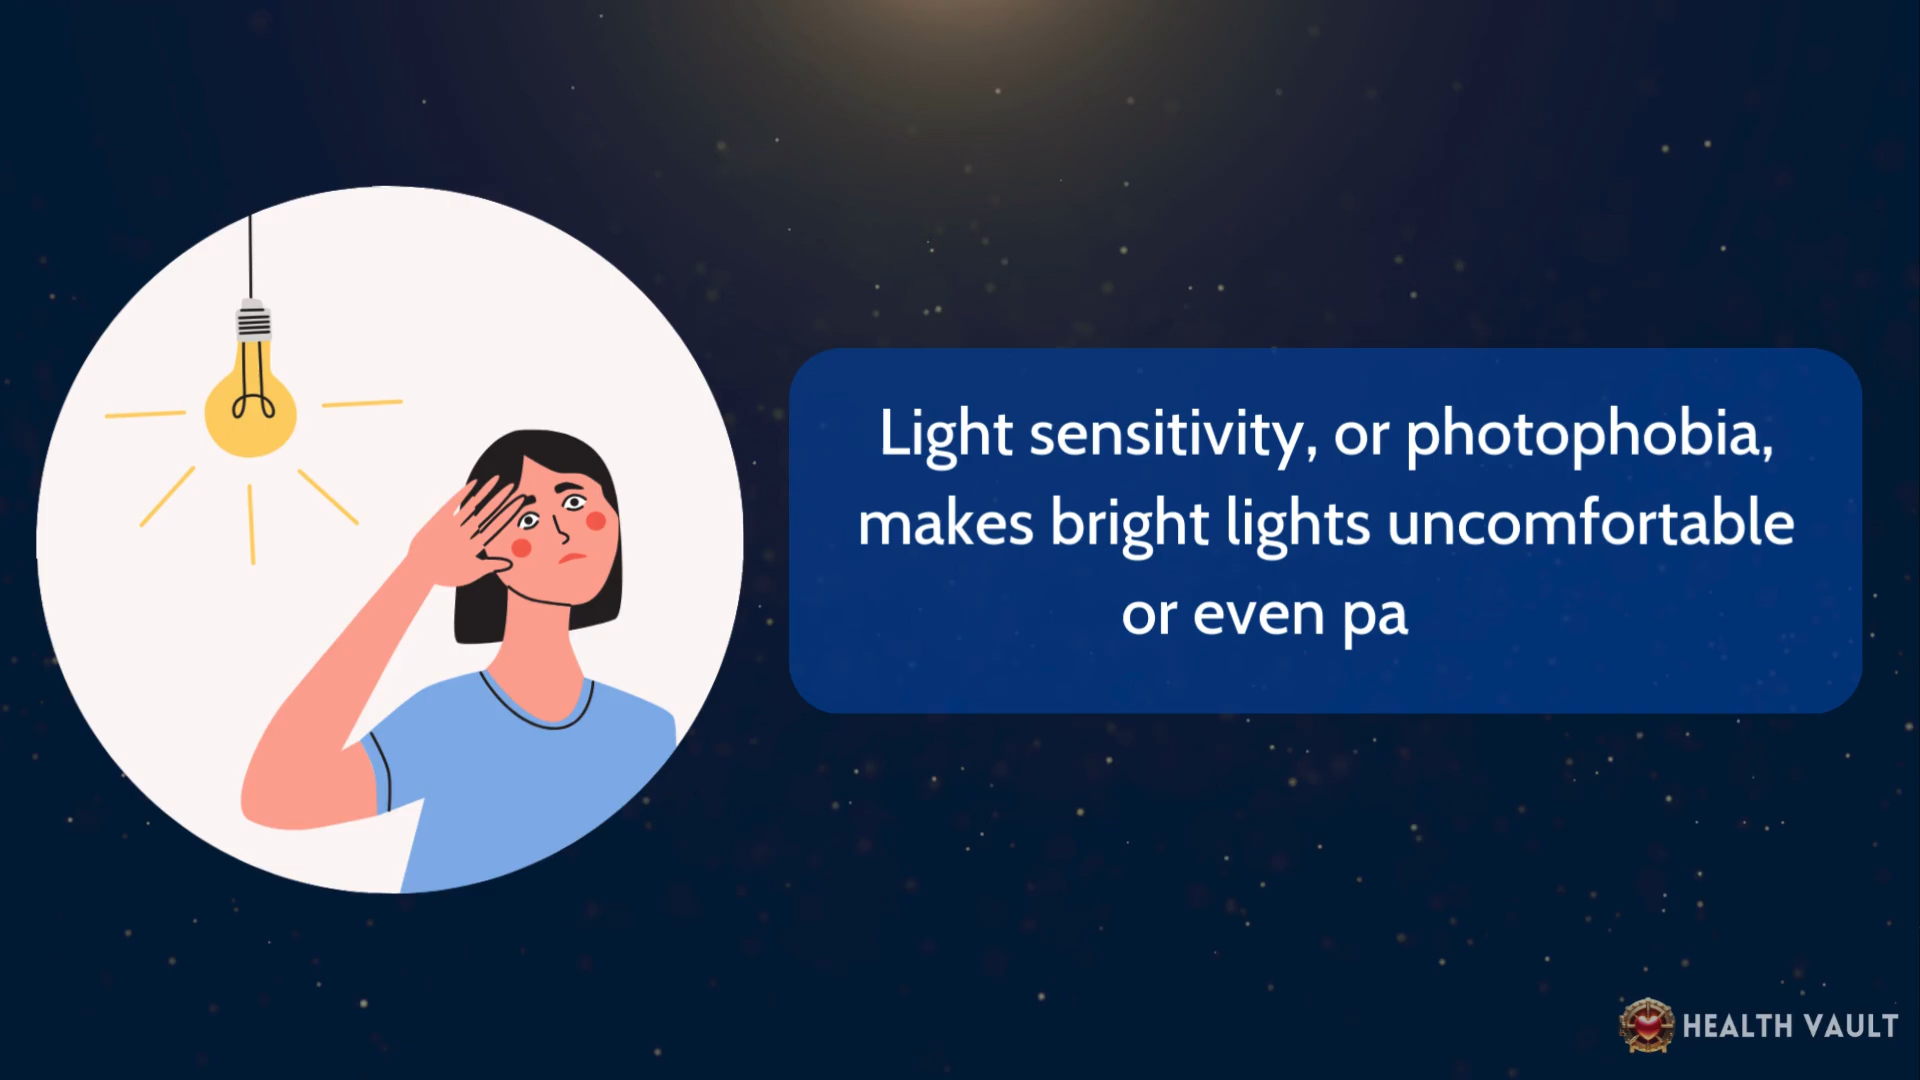 Light sensitivity, or photophobia,
makes bright lights uncomfortable
or even pa
HEALTH VAULT